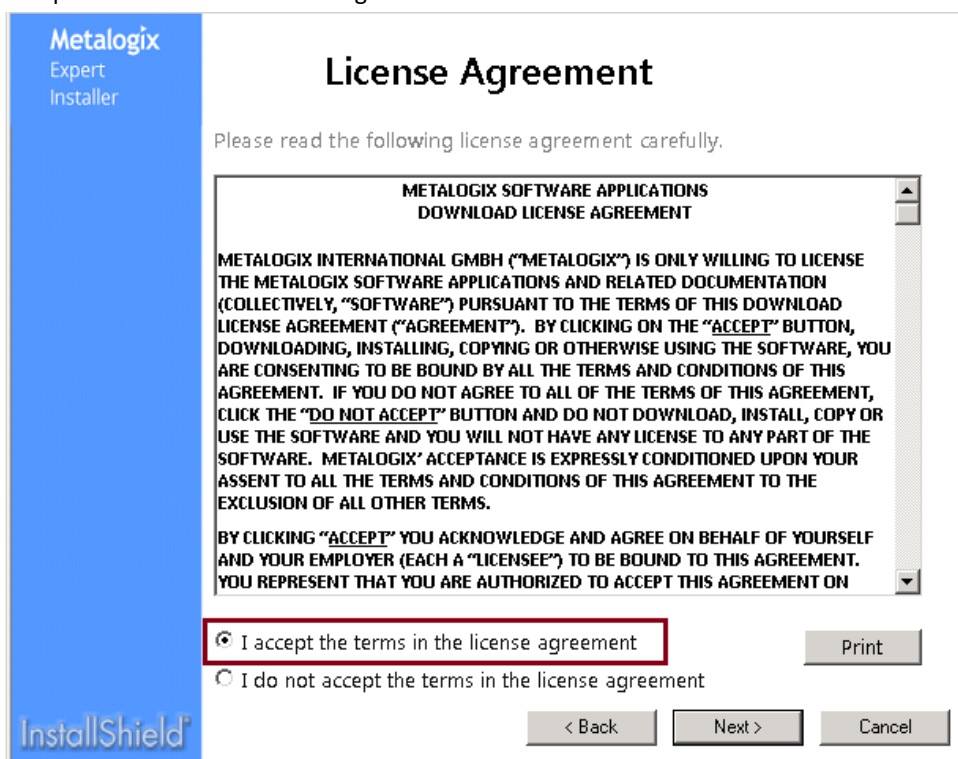 Metalogix
Expert
Installer
License Agreement
Please read the following license agreement carefully.
METALOGIX SOFTWARE APPLICATIONS
DOWNLOAD LICENSE AGREEMENT
METALOGIX INTERNATIONAL GMBH (“METALOGIX”) IS ONLY WILLING TO LICENSE
THE METALOGIX SOFTWARE APPLICATIONS AND RELATED DOCUMENTATION
(COLLECTIVELY, “SOFTWARE”) PURSUANT TO THE TERMS OF THIS DOWNLOAD
LICENSE AGREEMENT (“AGREEMENT”). BY CLICKING ON THE “ACCEPT” BUTTON,
DOWNLOADING, INSTALLING, COPYING OR OTHERWISE USING THE SOFTWARE, YOU
ARE CONSENTING TO BE BOUND BY ALL THE TERMS AND CONDITIONS OF THIS
AGREEMENT. IF YOU DO NOT AGREE TO ALL OF THE TERMS OF THIS AGREEMENT,
CLICK THE “DO NOT ACCEPT” BUTTON AND DO NOT DOWNLOAD, INSTALL, COPY OR
USE THE SOFTWARE AND YOU WILL NOT HAVE ANY LICENSE TO ANY PART OF THE
SOFTWARE. METALOGIX’ ACCEPTANCE IS EXPRESSLY CONDITIONED UPON YOUR
ASSENT TO ALL THE TERMS AND CONDITIONS OF THIS AGREEMENT TO THE
EXCLUSION OF ALL OTHER TERMS.
BY CLICKING “ACCEPT” YOU ACKNOWLEDGE AND AGREE ON BEHALF OF YOURSELF
AND YOUR EMPLOYER (EACH A “LICENSEE”) TO BE BOUND TO THIS AGREEMENT.
YOU REPRESENT THAT YOU ARE AUTHORIZED TO ACCEPT THIS AGREEMENT ON
I accept the terms in the license agreement
Print
I do not accept the terms in the license agreement
InstallShield®
< Back
Next >
Cancel